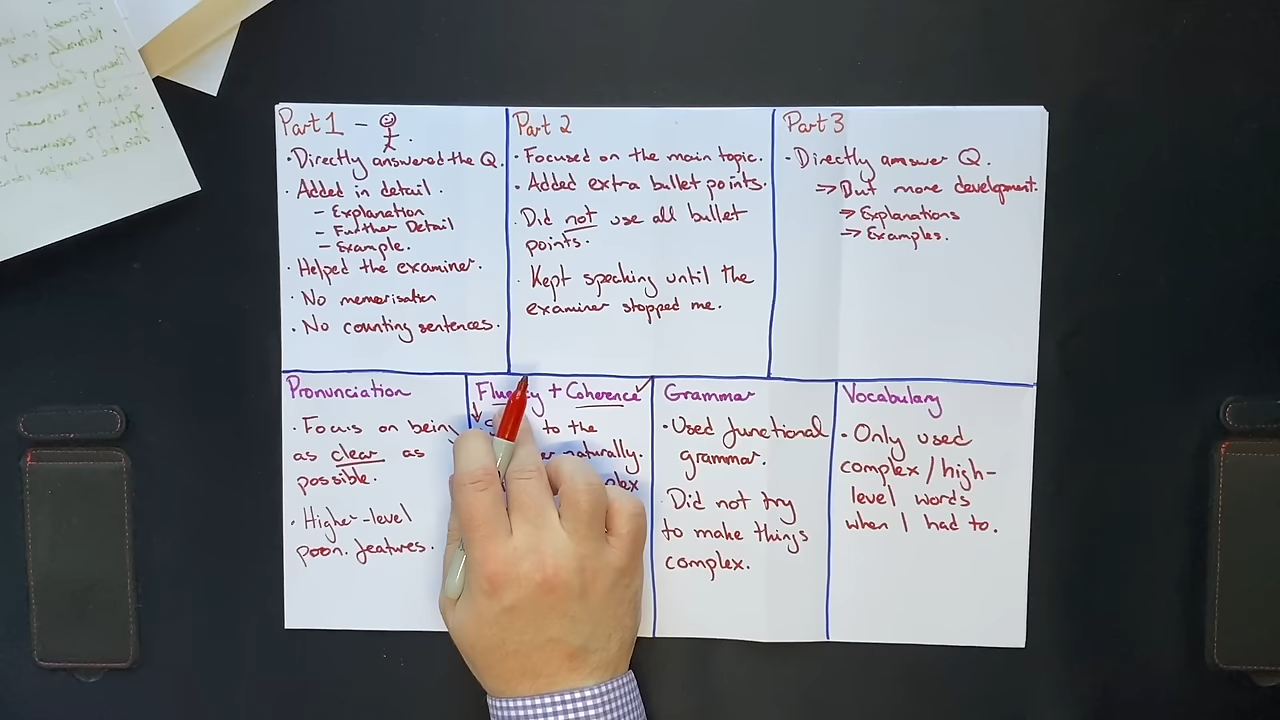 Part 1 -
· Directly answered the Q.
· Added in detail.
- Explanation
- Further Detail
- Example.
· Helped the examiner.
· No memorisation
· No counting sentences.
Part 2
· Focused on the main topic.
· Added extra bullet points.
· Did not use all bullet
points.
· Kept speaking until the
examiner stopped me.
Part 3
· Directly answer Q.
⇒ But more development.
⇒ Explanations
⇒ Examples.
Pronunciation
· Focus on being
as clear as
possible.
· Higher-level
pron. features.
Fluency + Coherence ✓
to the
naturally.
Grammar
· Used functional
grammar.
· Did not try
to make things
complex.
Vocabulary
· Only used
complex/high-
level words
when I had to.